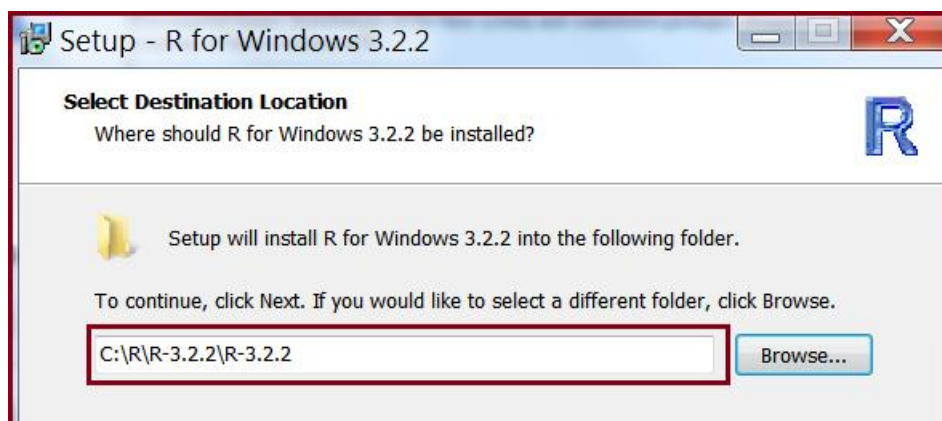 Setup - R for Windows 3.2.2
Select Destination Location
Where should R for Windows 3.2.2 be installed?
R
Setup will install R for Windows 3.2.2 into the following folder.
To continue, click Next. If you would like to select a different folder, click Browse.
C:\R\R-3.2.2\R-3.2.2
Browse...